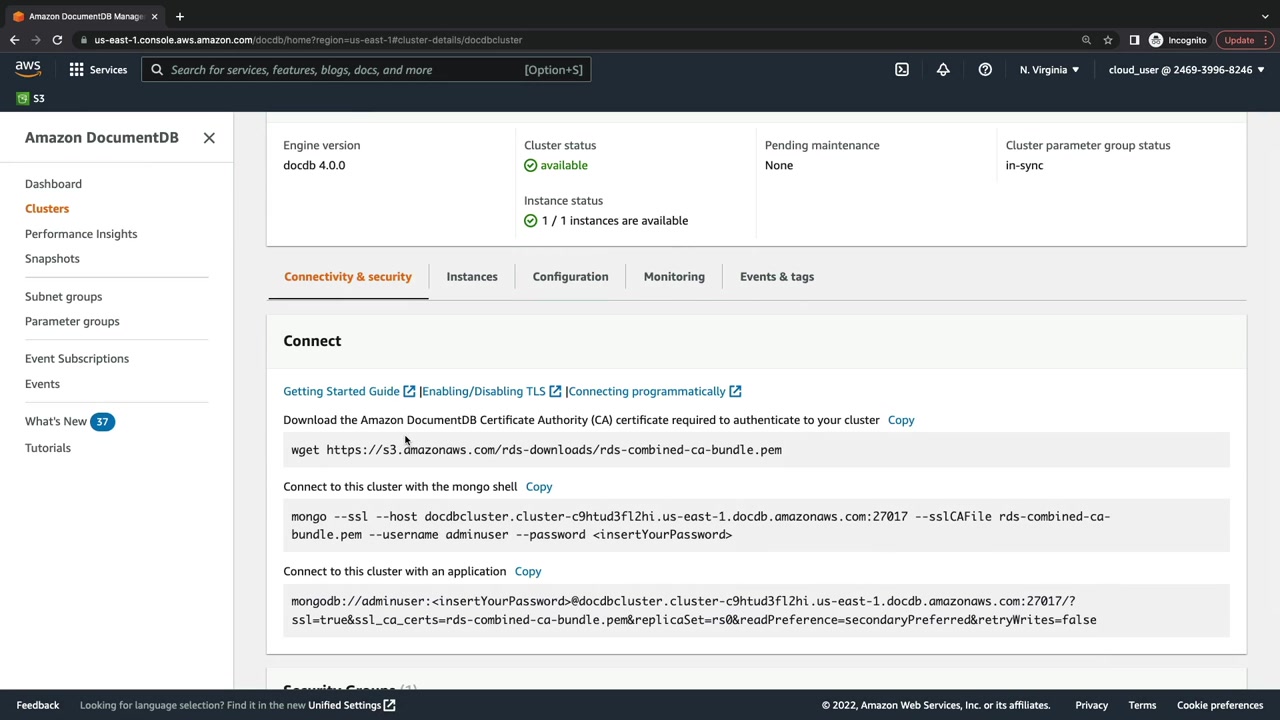 Amazon DocumentDB Manage
us-east-1.console.aws.amazon.com/docdb/home?region=us-east-1#cluster-details/docdbcluster
Incognito
Update
aws
Services
Search for services, features, blogs, docs, and more
[Option+S]
N. Virginia
cloud_user @ 2469-3996-8246
S3
Amazon DocumentDB
Dashboard
Clusters
Performance Insights
Snapshots
Subnet groups
Parameter groups
Event Subscriptions
Events
What's New 37
Tutorials
Engine version
docdb 4.0.0
Cluster status
available
Instance status
1 / 1 instances are available
Pending maintenance
None
Cluster parameter group status
in-sync
Connectivity & security
Instances
Configuration
Monitoring
Events & tags
Connect
Getting Started Guide |Enabling/Disabling TLS |Connecting programmatically
Download the Amazon DocumentDB Certificate Authority (CA) certificate required to authenticate to your cluster Copy
wget https://s3.amazonaws.com/rds-downloads/rds-combined-ca-bundle.pem
Connect to this cluster with the mongo shell Copy
mongo --ssl --host docdbcluster.cluster-c9htud3fl2hi.us-east-1.docdb.amazonaws.com:27017 --sslCAFile rds-combined-ca-
bundle.pem --username adminuser --password <insertYourPassword>
Connect to this cluster with an application Copy
mongodb://adminuser:<insertYourPassword>@docdbcluster.cluster-c9htud3fl2hi.us-east-1.docdb.amazonaws.com:27017/?
ssl=true&ssl_ca_certs=rds-combined-ca-bundle.pem&replicaSet=rs0&readPreference=secondaryPreferred&retryWrites=false
Security Groups (1)
Feedback
Looking for language selection? Find it in the new Unified Settings
© 2022, Amazon Web Services, Inc. or its affiliates.
Privacy
Terms
Cookie preferences